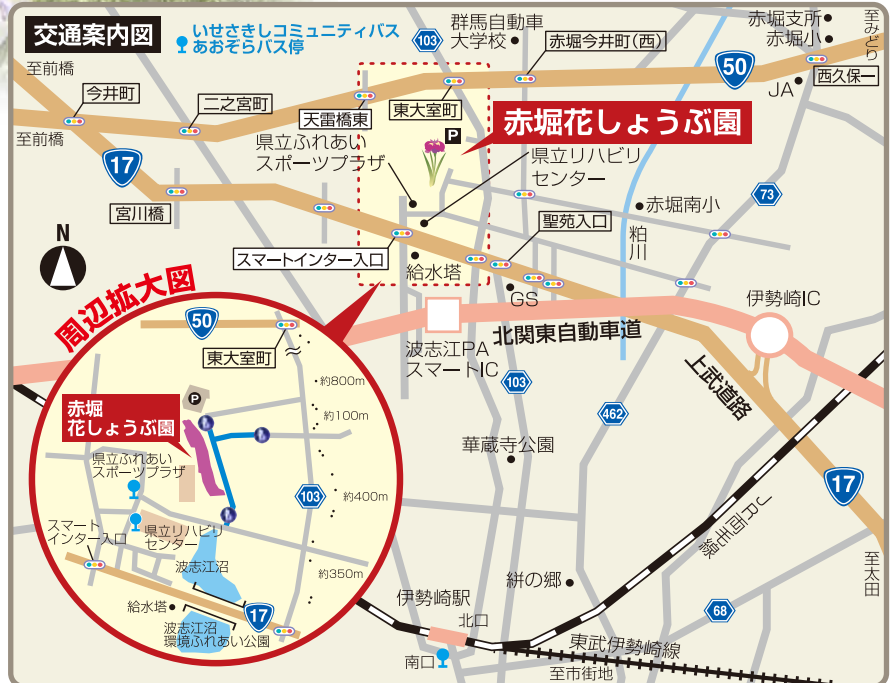 交通案内図
いせさきしコミュニティバス
あおぞらバス停
103
群馬自動車
大学校
赤堀今井町(西)
50
赤堀支所
赤堀小
至みどり
JA
西久保一
至前橋
今井町
二之宮町
天雷橋東
東大室町
至前橋
17
県立ふれあい
スポーツプラザ
P
赤堀花しょうぶ園
県立リハビリ
センター
73
赤堀南小
宮川橋
聖苑入口
粕川
N
スマートインター入口
給水塔
GS
伊勢崎IC
波志江PA
スマートIC
北関東自動車道
上武道路
103
462
華蔵寺公園
17
JR両毛線
至太田
絣の郷
68
伊勢崎駅
北口
南口
東武伊勢崎線
至市街地
周辺拡大図
50
東大室町
約800m
P
赤堀
花しょうぶ園
約100m
県立ふれあい
スポーツプラザ
103
約400m
スマート
インター入口
県立リハビリ
センター
波志江沼
約350m
給水塔
17
波志江沼
環境ふれあい公園